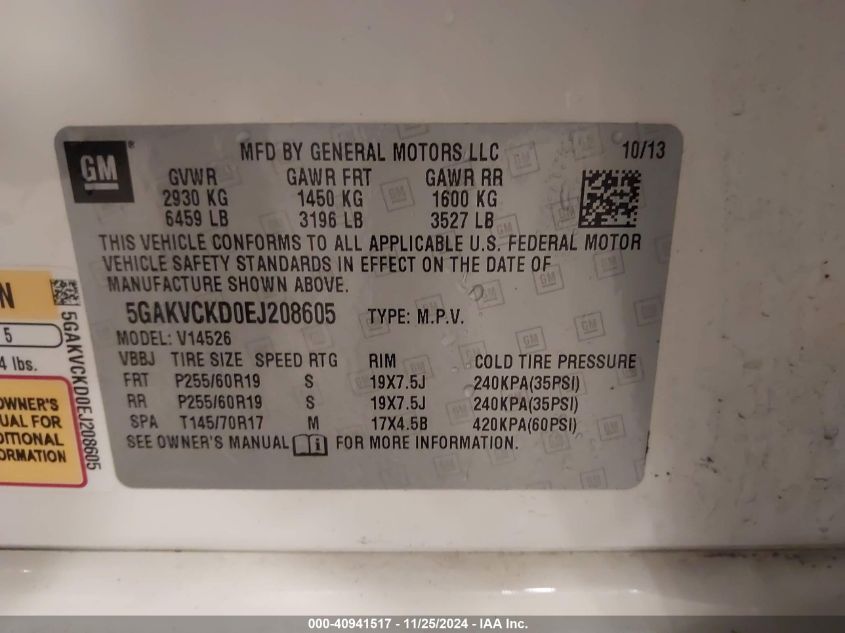 GM
MFD BY GENERAL MOTORS LLC 10/13
GVWR GAWR FRT GAWR RR
2930 KG 1450 KG 1600 KG
6459 LB 3196 LB 3527 LB
THIS VEHICLE CONFORMS TO ALL APPLICABLE U.S. FEDERAL MOTOR
VEHICLE SAFETY STANDARDS IN EFFECT ON THE DATE OF
MANUFACTURE SHOWN ABOVE.
5GAKVCKD0EJ208605 TYPE: M.P.V.
MODEL: V14526
VBBJ TIRE SIZE SPEED RTG RIM COLD TIRE PRESSURE
FRT P255/60R19 S 19X7.5J 240KPA(35PSI)
RR P255/60R19 S 19X7.5J 240KPA(35PSI)
SPA T145/70R17 M 17X4.5B 420KPA(60PSI)
SEE OWNER'S MANUAL i FOR MORE INFORMATION.
N
5
4 lbs.
OWNER'S
UAL FOR
DITIONAL
ORMATION
5GAKVCKD0EJ208605
000-40941517 - 11/25/2024 - IAA Inc.